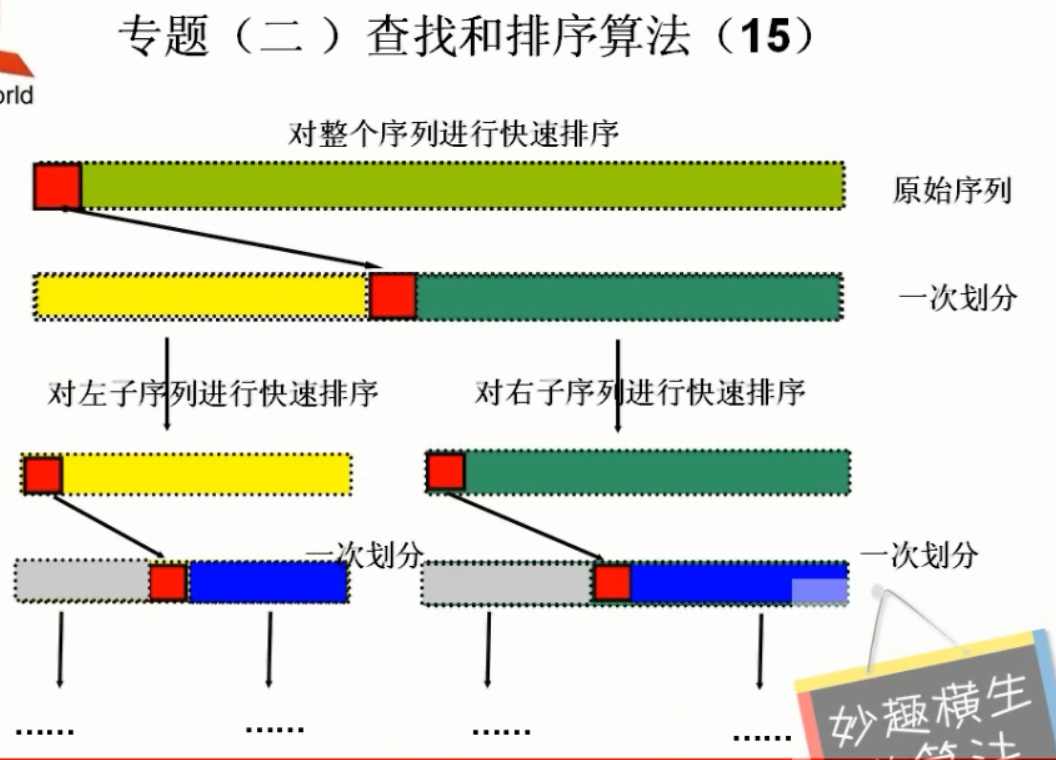 专题（二 ）查找和排序算法（15）
orld
对整个序列进行快速排序
原始序列
一次划分
对左子序列进行快速排序
对右子序列进行快速排序
一次划分
一次划分
......
......
......
......
妙趣横生
算法